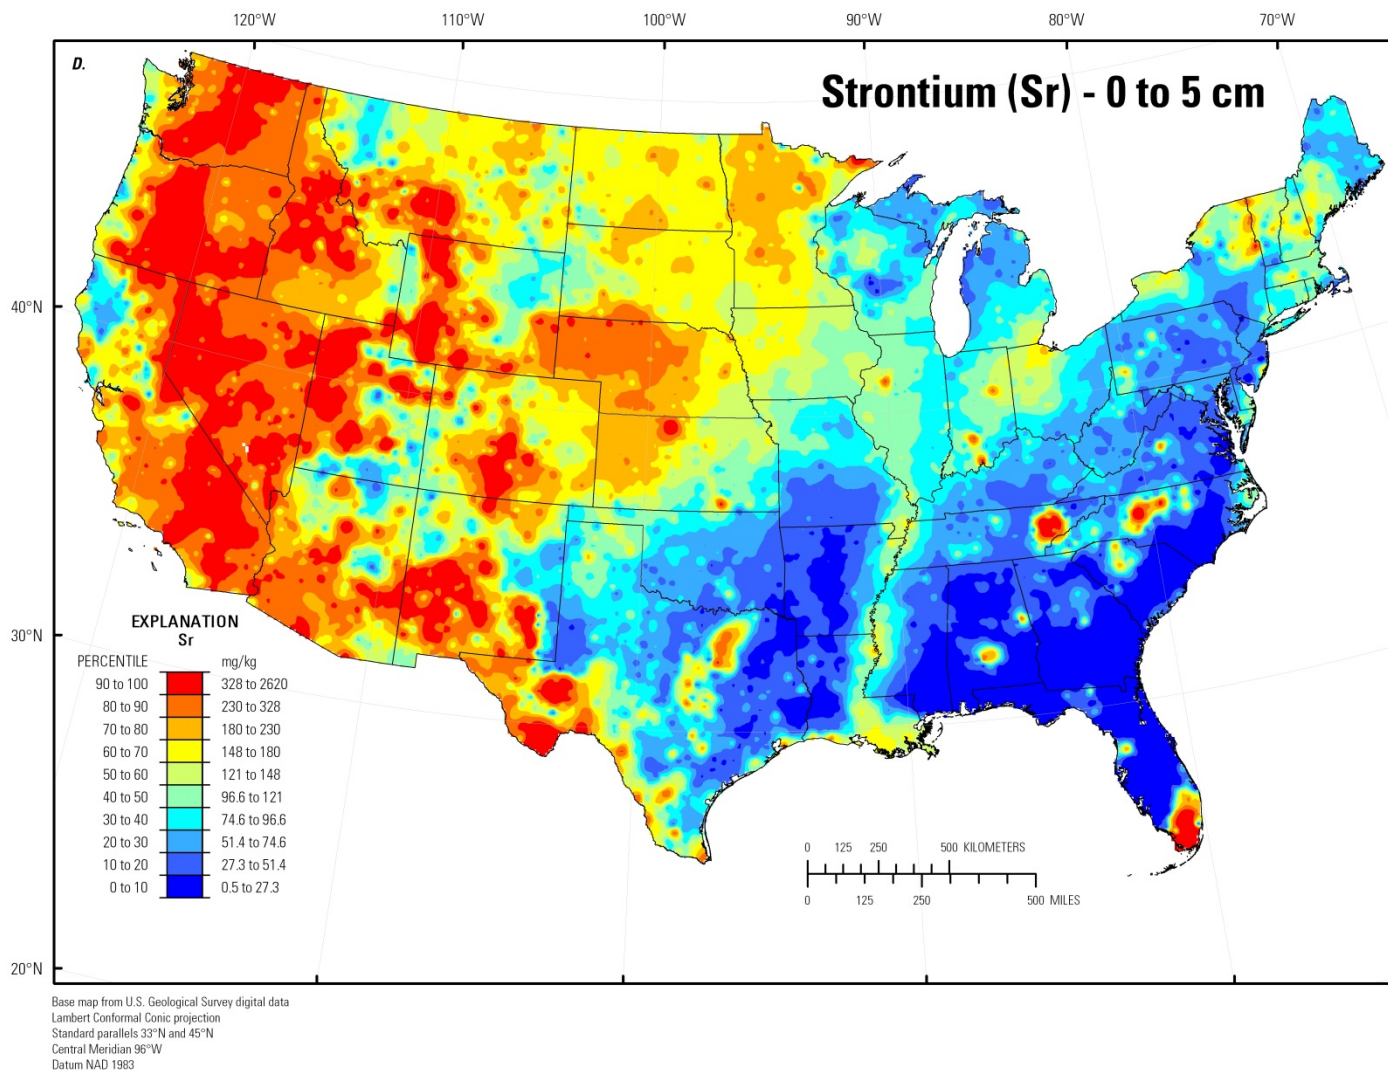 120°W 110°W 100°W 90°W 80°W 70°W
D.
Strontium (Sr) - 0 to 5 cm
40°N
30°N
20°N
EXPLANATION
Sr
PERCENTILE mg/kg
90 to 100 328 to 2620
80 to 90 230 to 328
70 to 80 180 to 230
60 to 70 148 to 180
50 to 60 121 to 148
40 to 50 96.6 to 121
30 to 40 74.6 to 96.6
20 to 30 51.4 to 74.6
10 to 20 27.3 to 51.4
0 to 10 0.5 to 27.3
0 125 250 500 KILOMETERS
0 125 250 500 MILES
Base map from U.S. Geological Survey digital data
Lambert Conformal Conic projection
Standard parallels 33°N and 45°N
Central Meridian 96°W
Datum NAD 1983